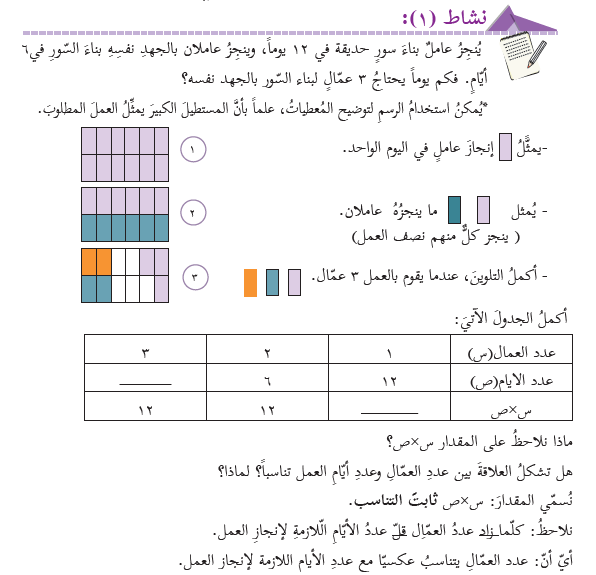 نشاط (١):
يُنجِزُ عاملٌ بناءَ سورٍ حديقة في ١٢ يوماً، وينجِزُ عاملان بالجهدِ نفسِهِ بناءَ السّورِ في٦
أيّامٍ. فكم يوماً يحتاجُ ٣ عمّالٍ لبناء السّور بالجهد نفسه؟
*يُمكنُ استخدامُ الرسمِ لتوضيح المُعطياتُ، علماً بأنَّ المستطيلَ الكبيرَ يمثِّلُ العملَ المطلوبَ.
-يمثِّلُ إنجازَ عاملٍ في اليوم الواحد.
١
- يُمثل ما ينجزُهُ عاملان.
٢
( ينجز كلٌّ منهم نصف العمل)
- أكملُ التلوينَ، عندما يقوم بالعمل ٣ عمّال.
٣
أكملُ الجدولَ الآتيَ:
عدد العمال(س) ١ ٢ ٣
عدد الايام(ص) ١٢ ٦ ____
س×ص ____ ١٢ ١٢
ماذا نلاحظُ على المقدار س×ص؟
هل تشكلُ العلاقةَ بين عددِ العمّالِ وعددِ أيّامِ العمل تناسباً؟ لماذا؟
نُسمّي المقدارَ: س×ص ثابتَ التناسب.
نلاحظُ: كلّما زاد عددُ العمّال قلّ عددُ الأيّامِ اللّازمةِ لإنجازِ العمل.
أيّ أنّ: عدد العمّالِ يتناسبُ عكسيّا مع عددِ الأيام اللازمة لإنجاز العمل.